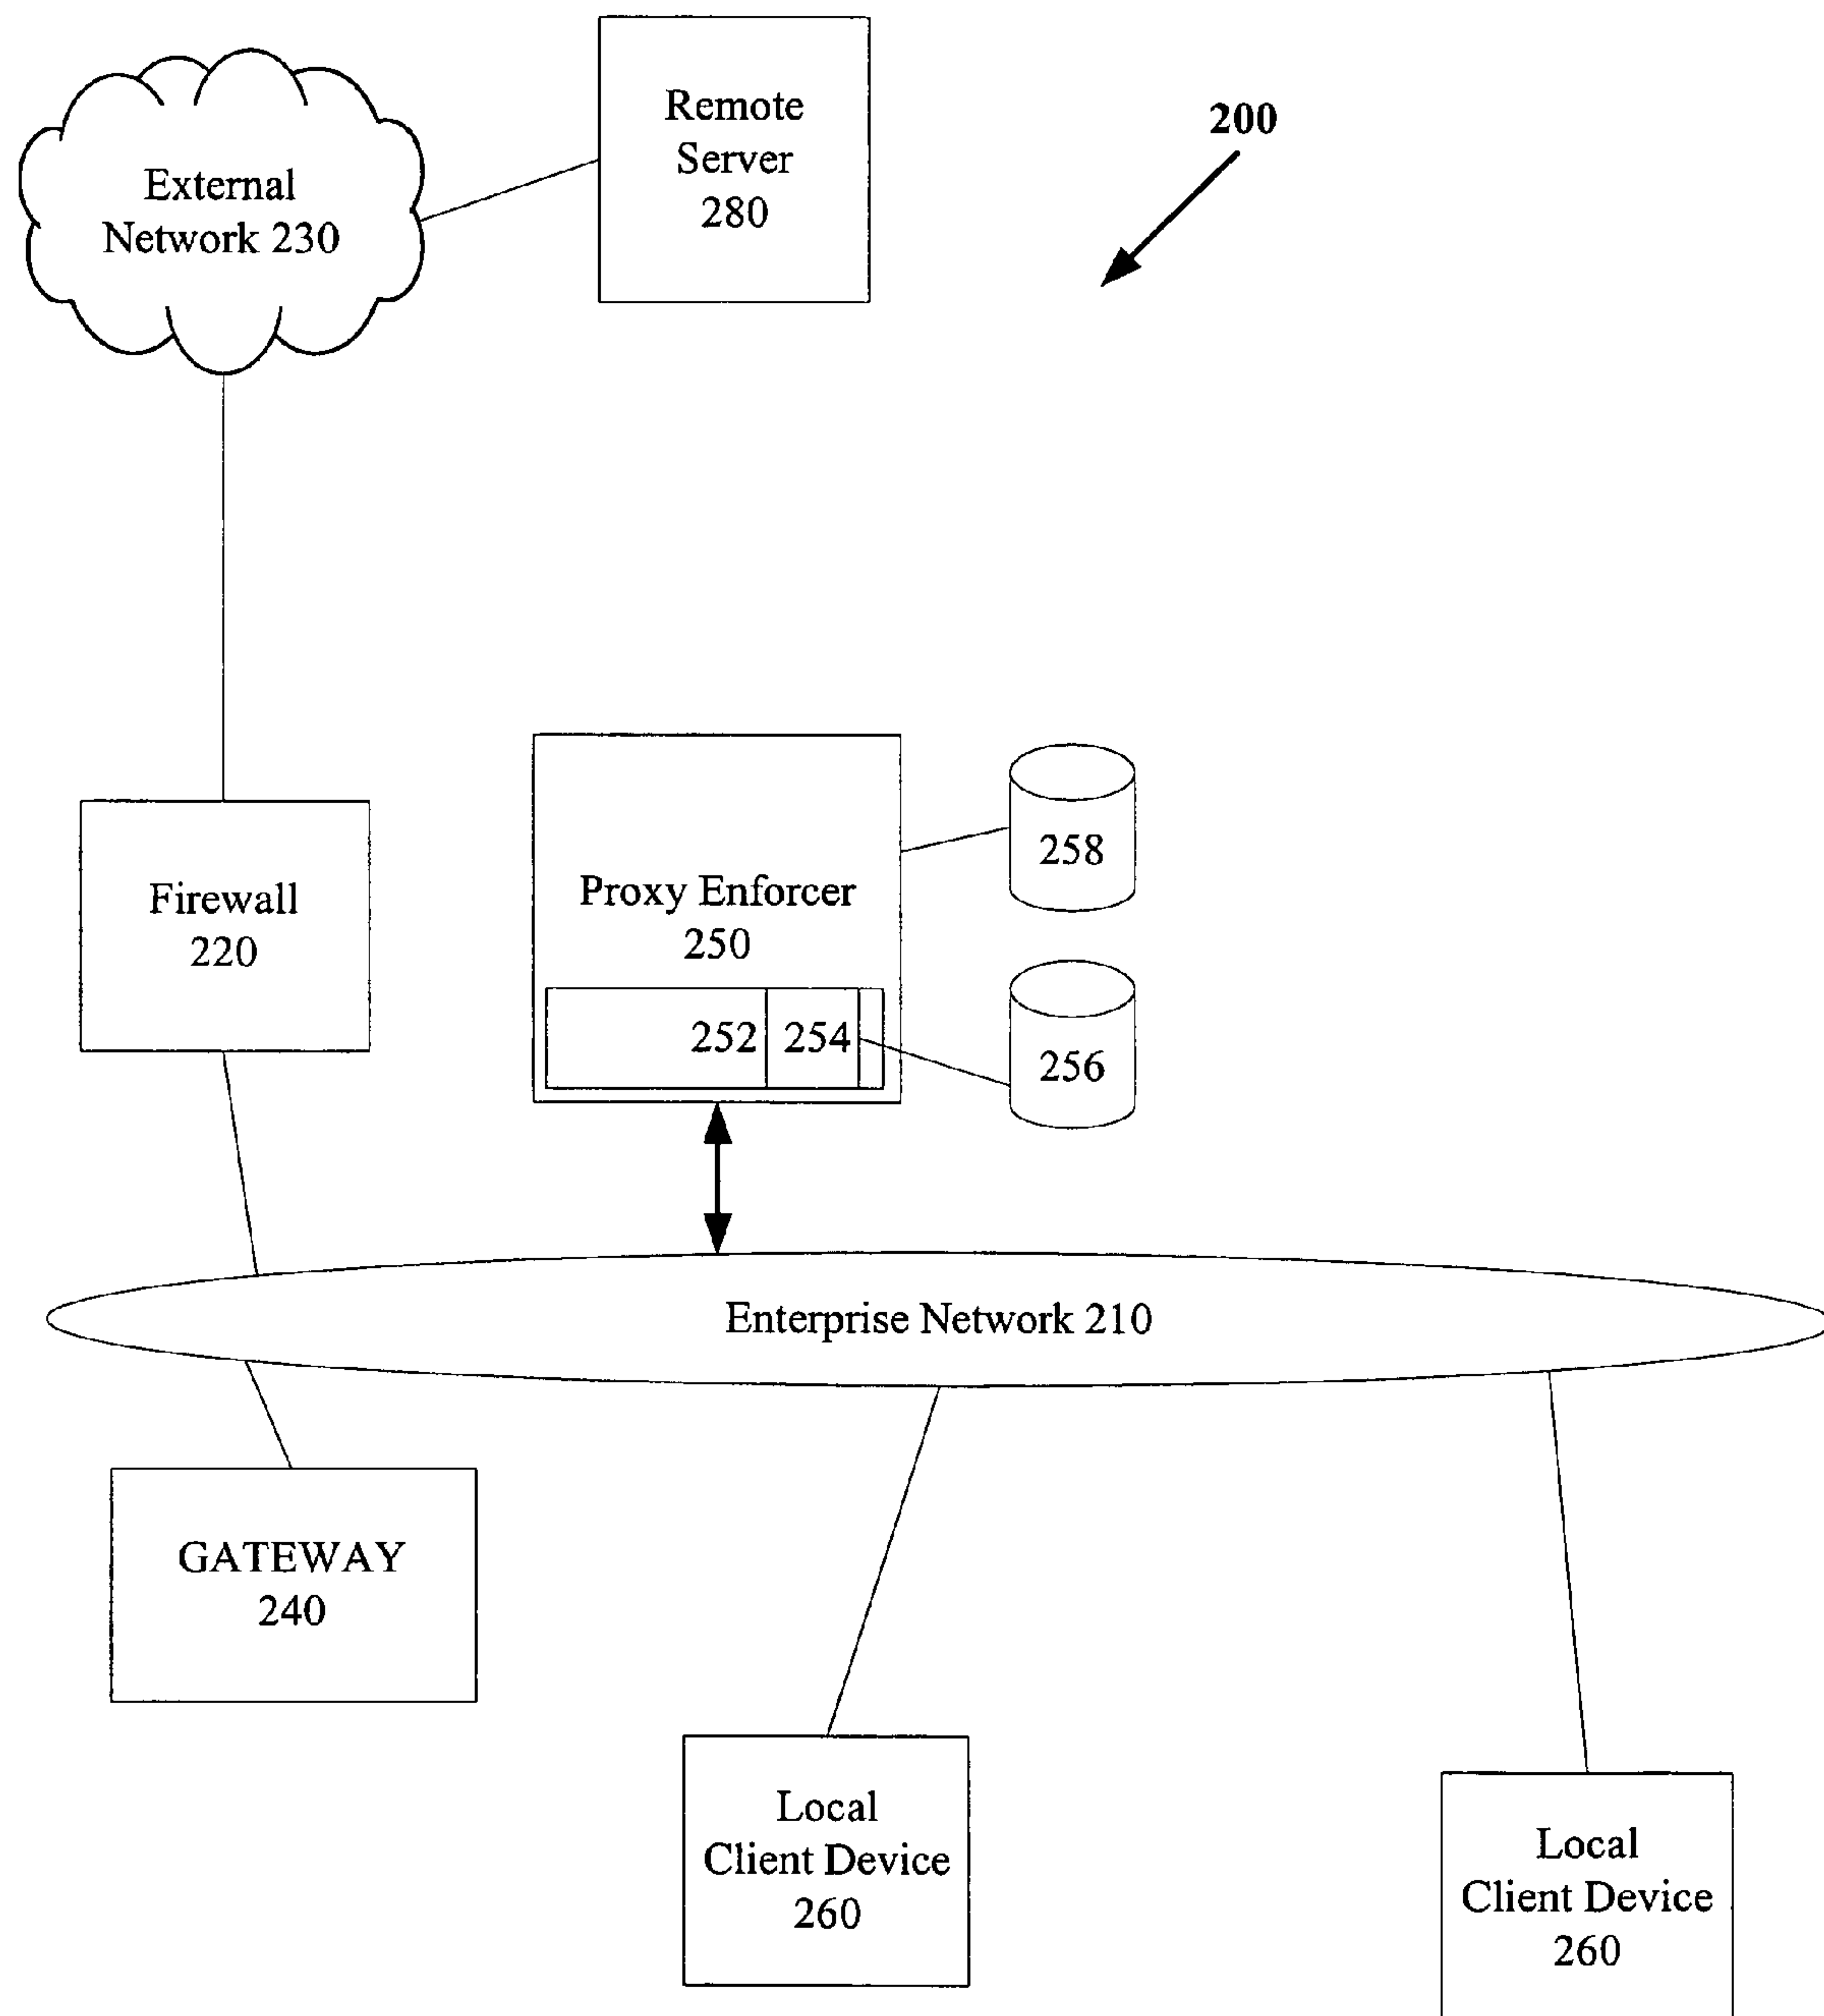 Remote
Server
280
200
External
Network 230
258
Proxy Enforcer
250
Firewall
220
252 254
256
Enterprise Network 210
GATEWAY
240
Local
Client Device
260
Local
Client Device
260